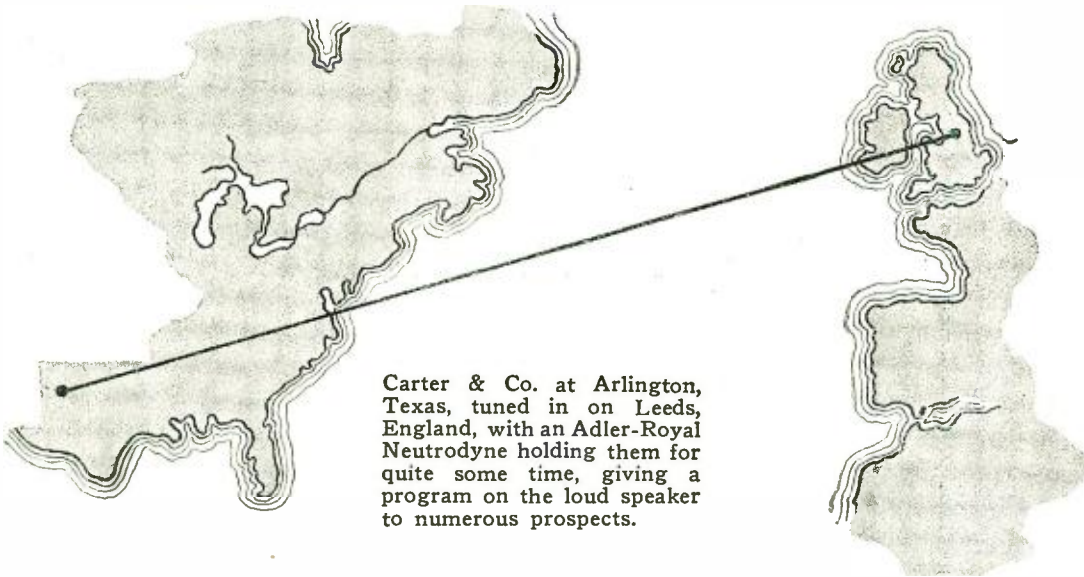 Carter & Co. at Arlington,
Texas, tuned in on Leeds,
England, with an Adler-Royal
Neutrodyne holding them for
quite some time, giving a
program on the loud speaker
to numerous prospects.